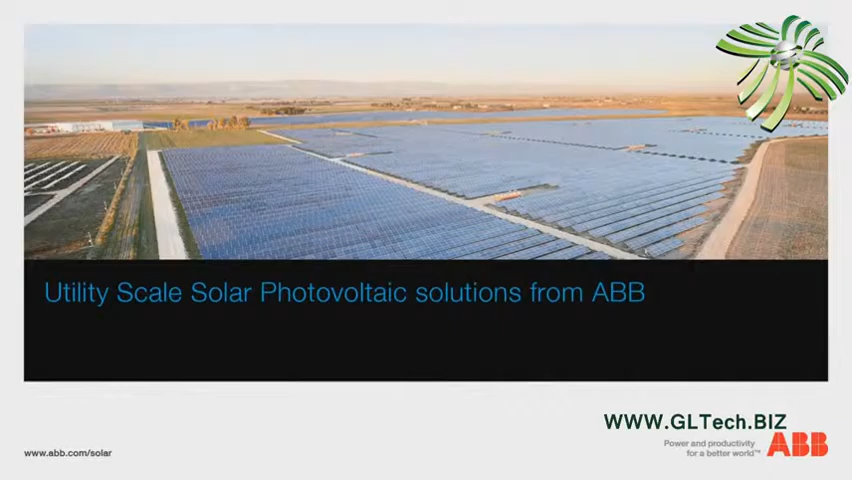 Utility Scale Solar Photovoltaic solutions from ABB
WWW.GLTech.BIZ
Power and productivity
for a better world™
ABB
www.abb.com/solar